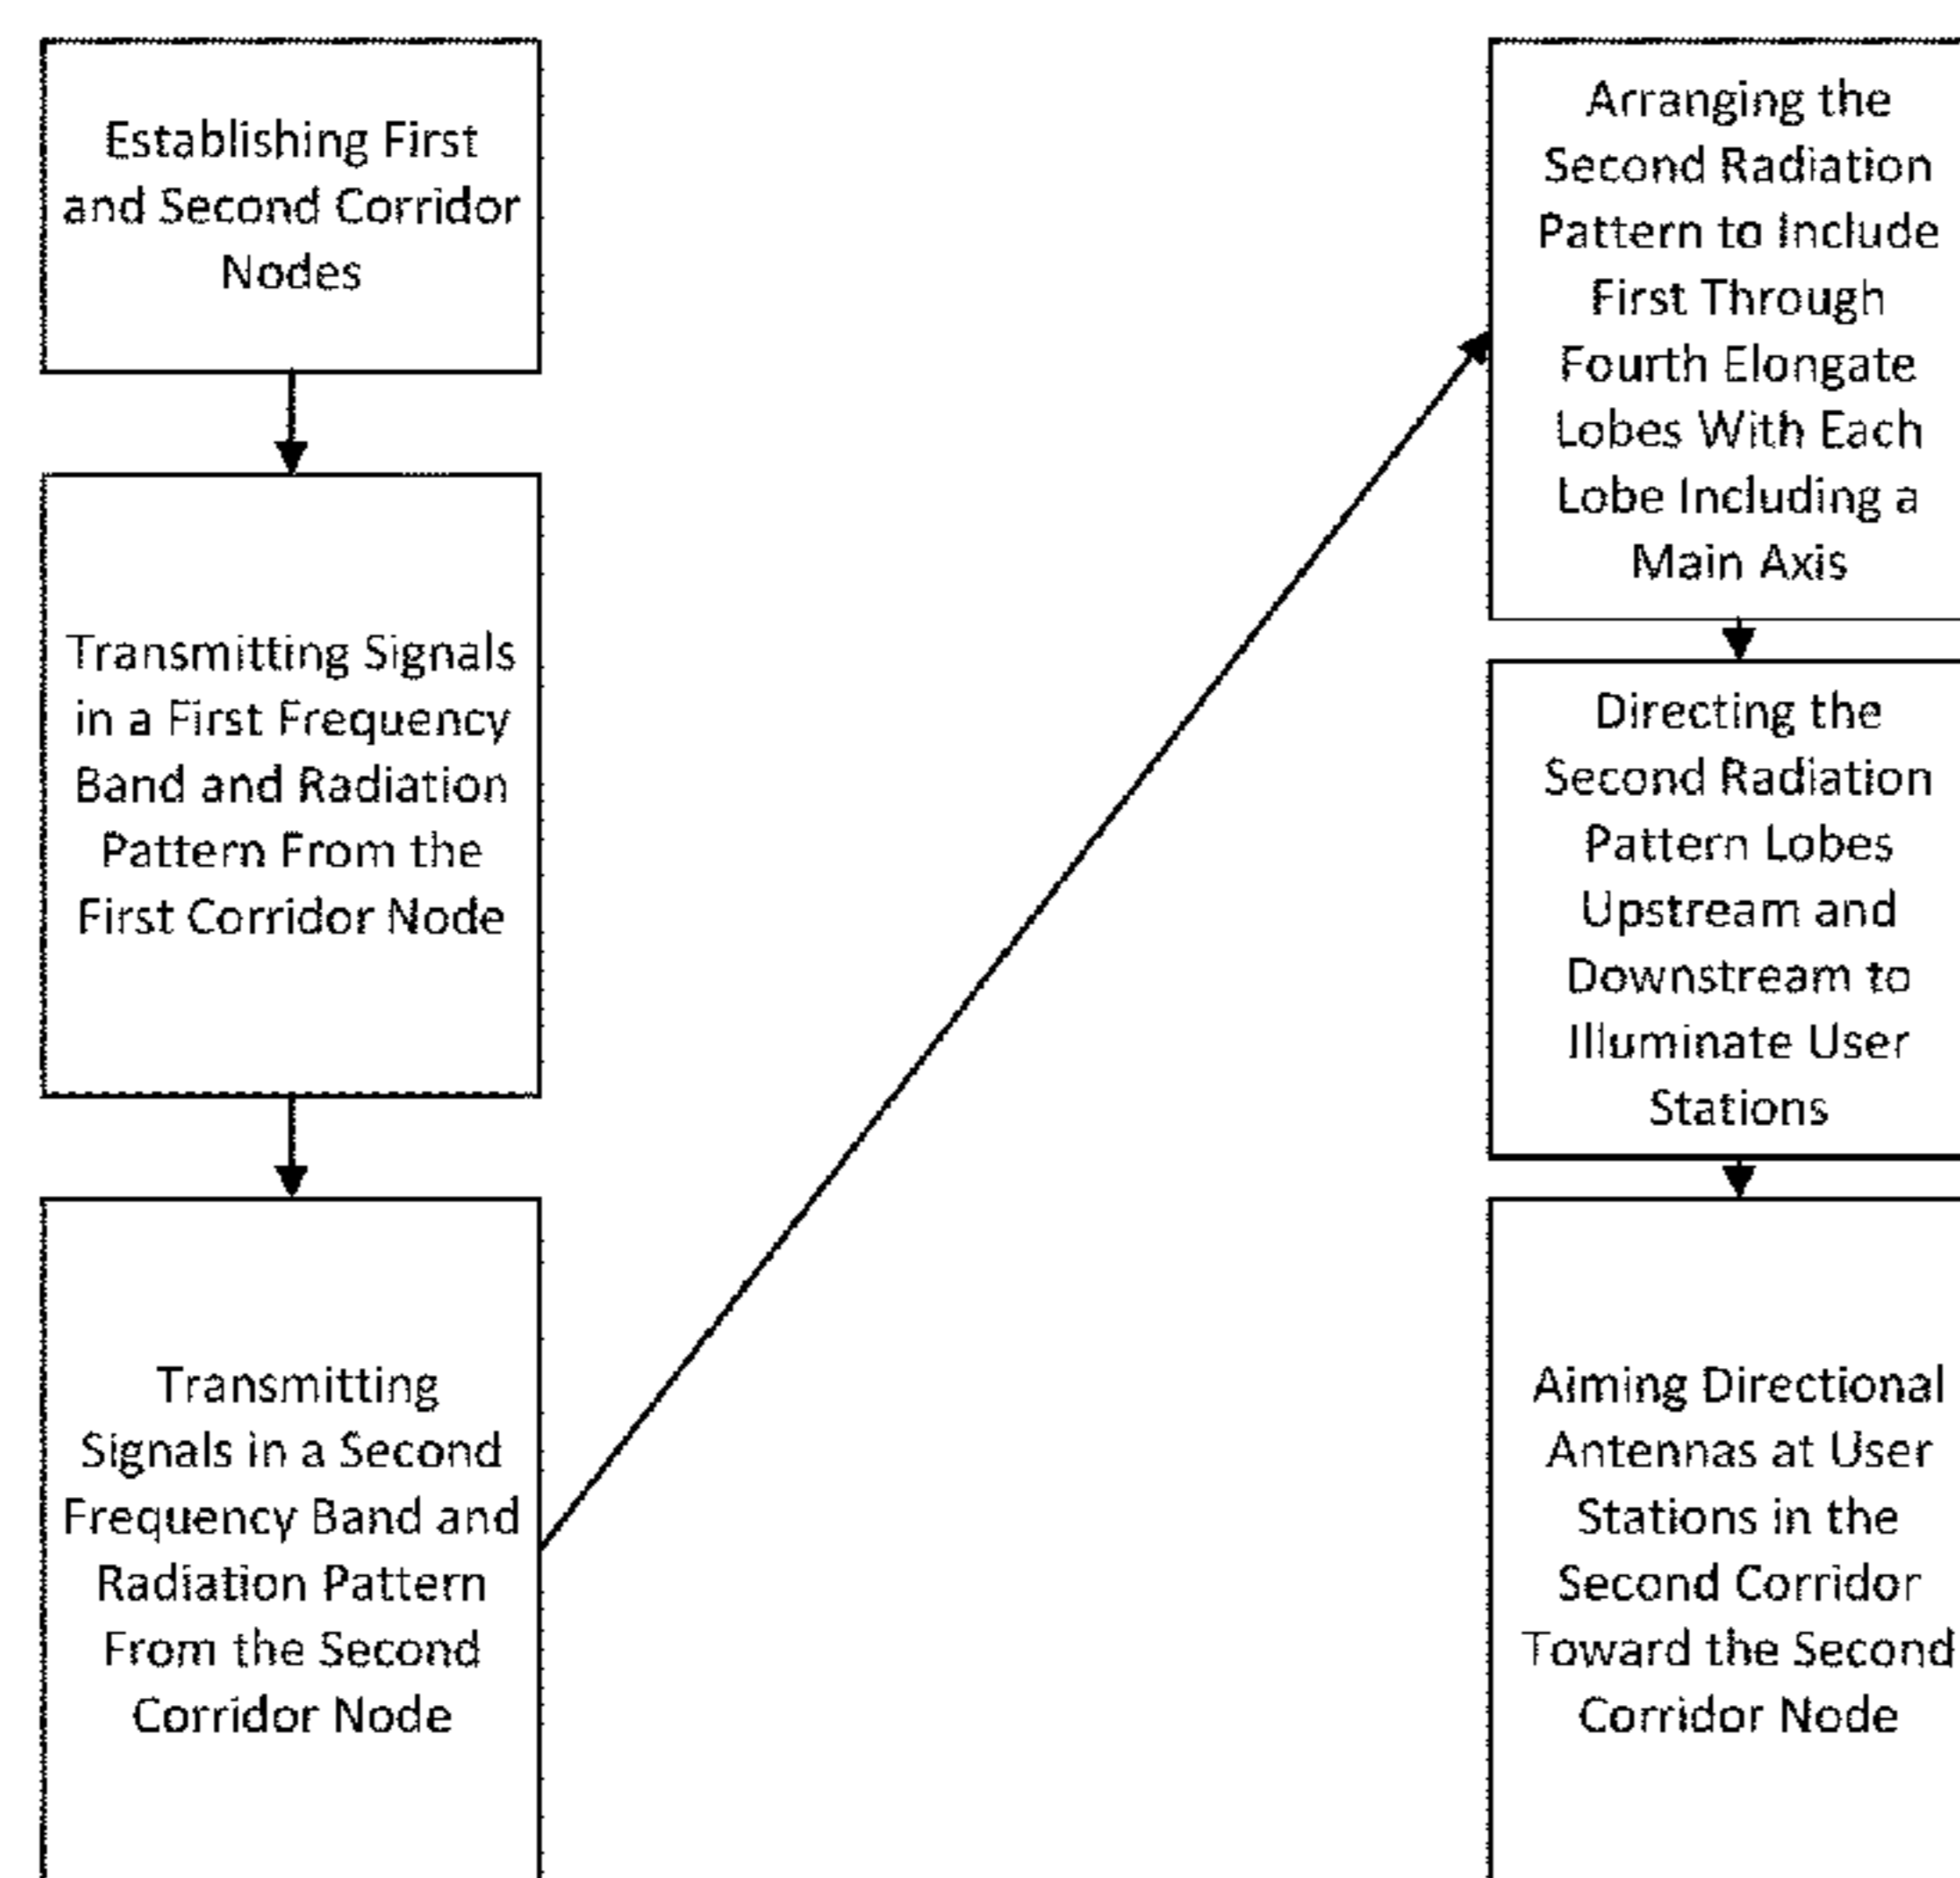 Establishing First
and Second Corridor
Nodes
Transmitting Signals
in a First Frequency
Band and Radiation
Pattern From the
First Corridor Node
Transmitting
Signals in a Second
Frequency Band and
Radiation Pattern
From the Second
Corridor Node
Arranging the
Second Radiation
Pattern to Include
First Through
Fourth Elongate
Lobes With Each
Lobe Including a
Main Axis
Directing the
Second Radiation
Pattern Lobes
Upstream and
Downstream to
Illuminate User
Stations
Aiming Directional
Antennas at User
Stations in the
Second Corridor
Toward the Second
Corridor Node